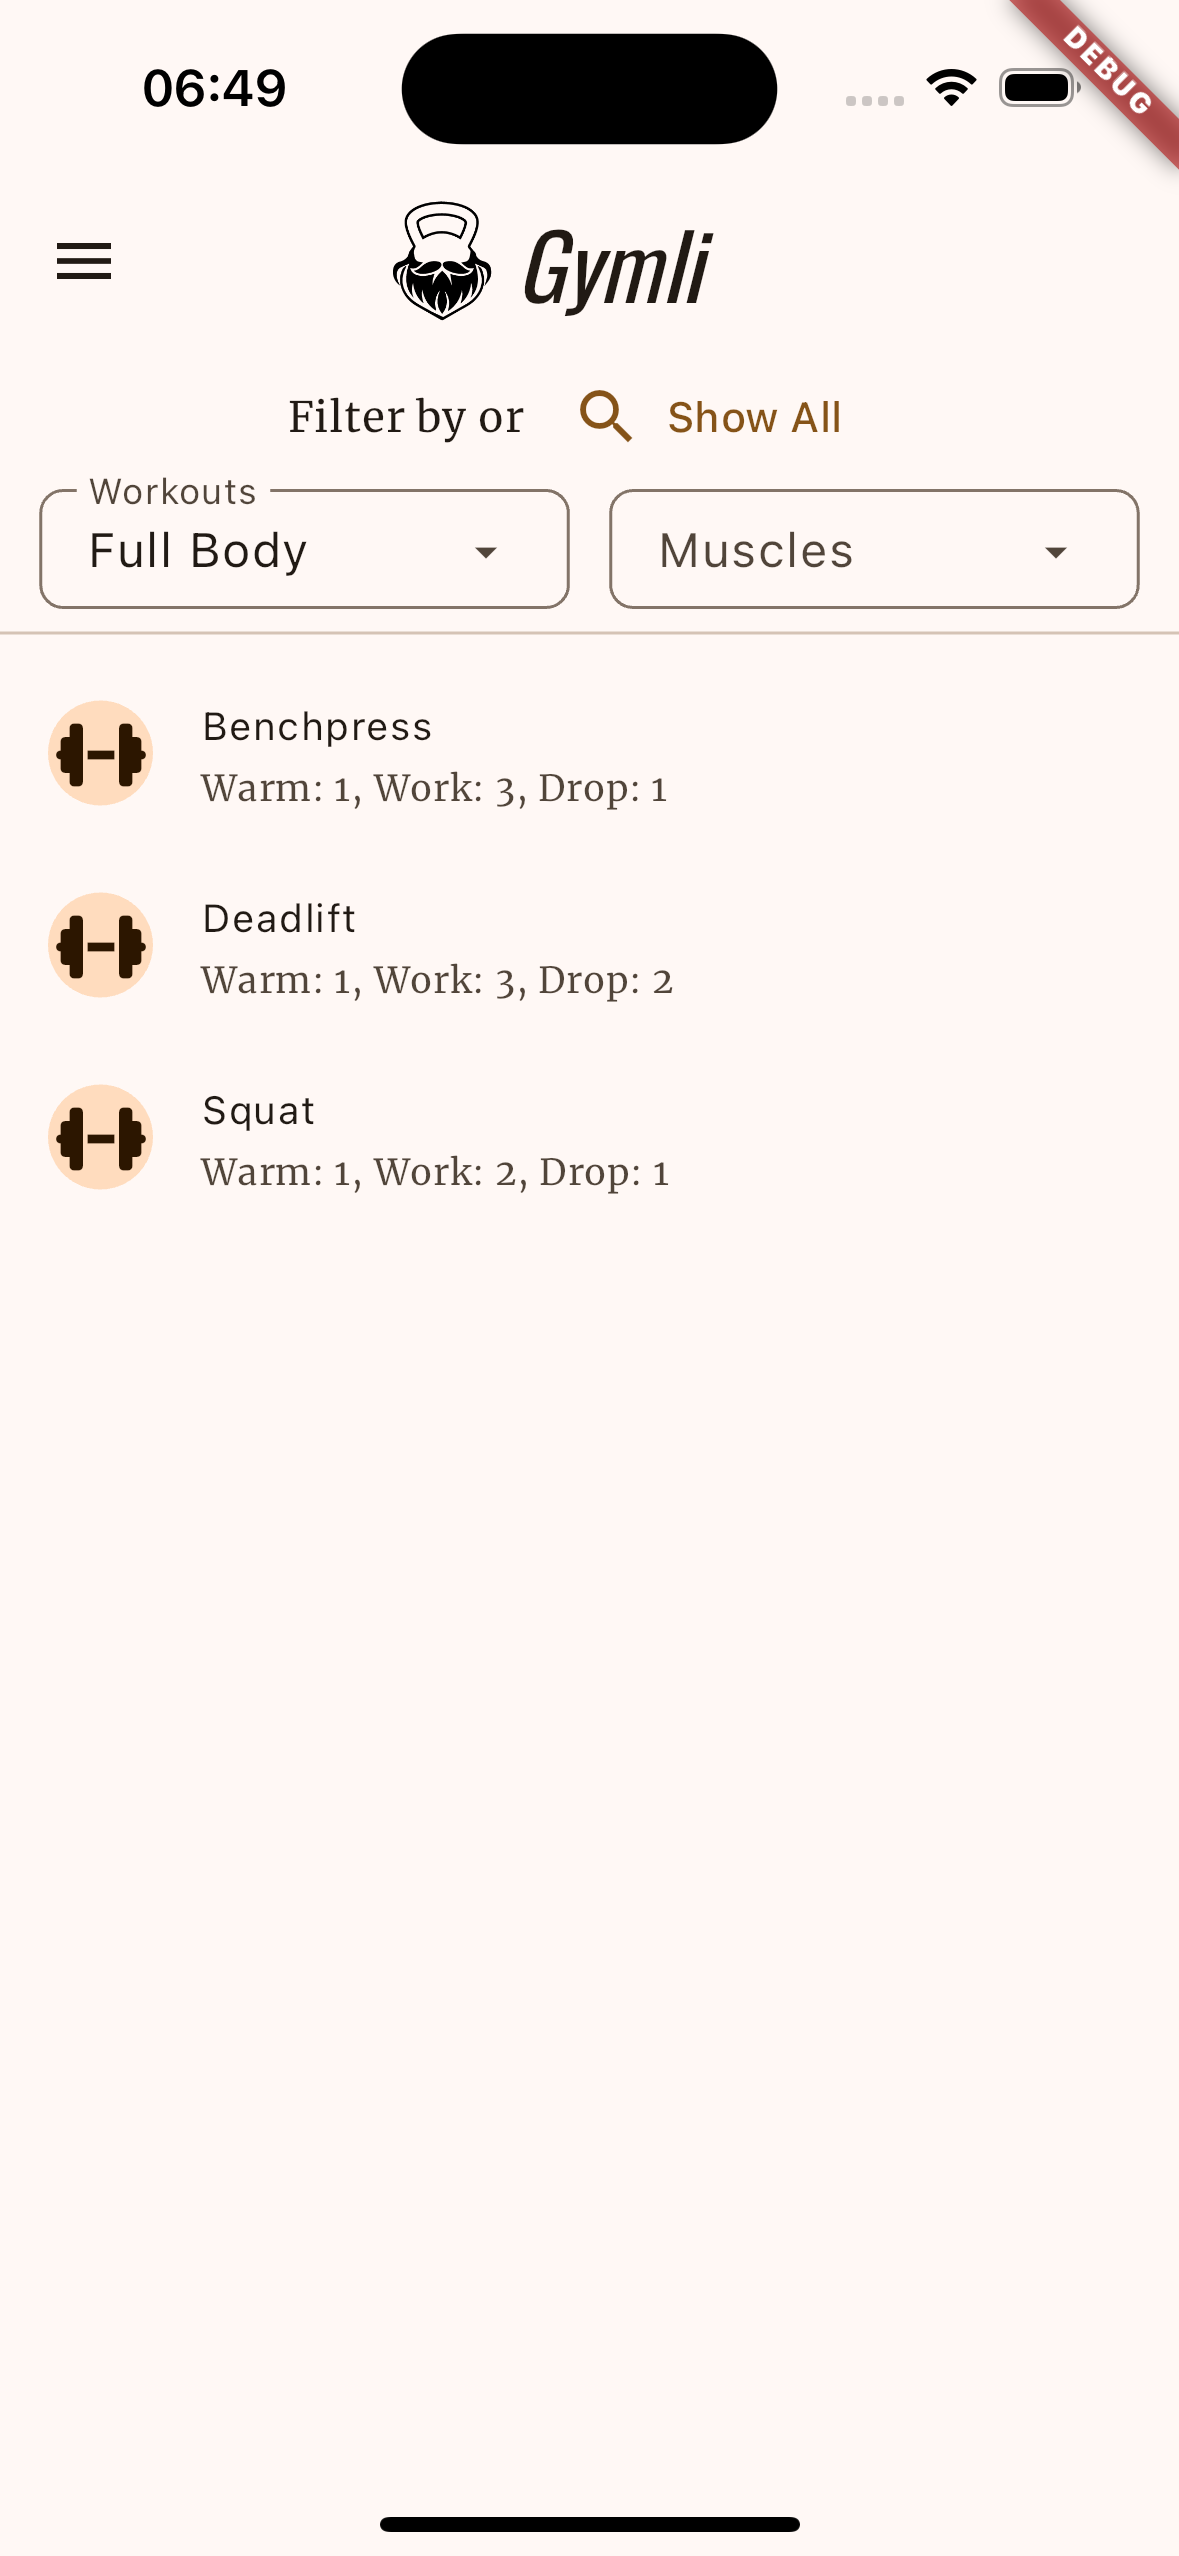 06:49
DEBUG
Gymli
Filter by or Show All
Workouts
Full Body
Muscles
Benchpress
Warm: 1, Work: 3, Drop: 1
Deadlift
Warm: 1, Work: 3, Drop: 2
Squat
Warm: 1, Work: 2, Drop: 1